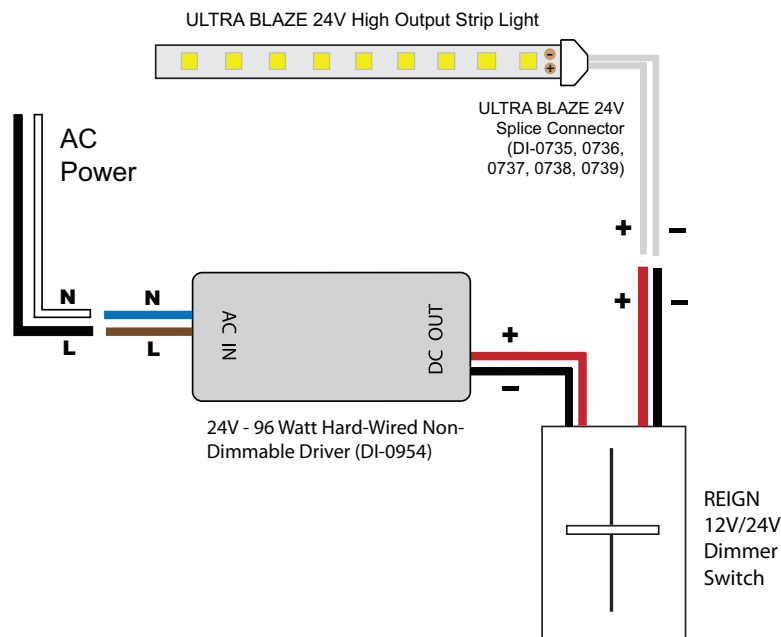 ULTRA BLAZE 24V High Output Strip Light
−
+
ULTRA BLAZE 24V
Splice Connector
(DI-0735, 0736,
0737, 0738, 0739)
AC
Power
+ −
N N
L L
AC IN
DC OUT
+
−
+ −
24V - 96 Watt Hard-Wired Non-
Dimmable Driver (DI-0954)
REIGN
12V/24V
Dimmer
Switch